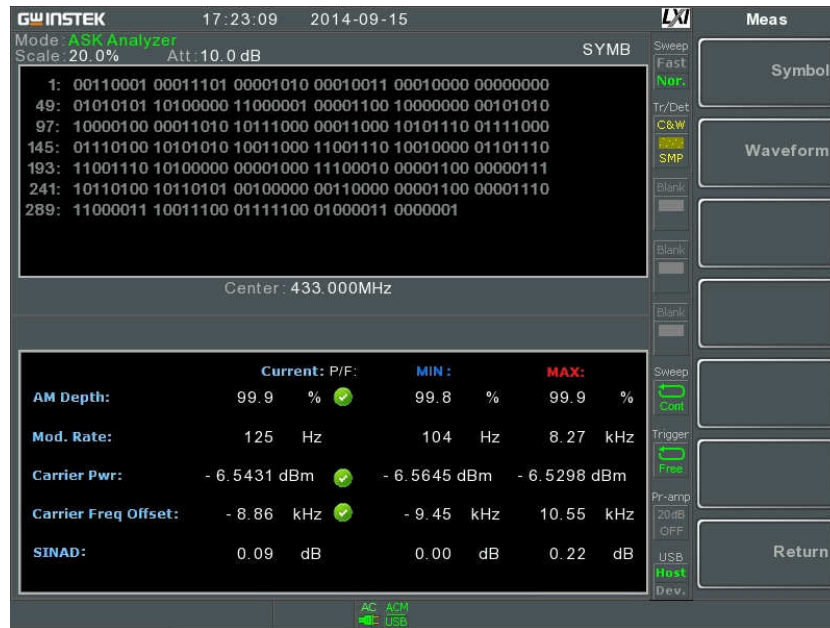 GWINSTEK 17:23:09 2014-09-15 LXI Meas
Mode:ASK Analyzer
Scale:20.0% Att:10.0 dB SYMB
1: 00110001 00011101 00001010 00010011 00010000 00000000
49: 01010101 10100000 11000001 00001100 10000000 00101010
97: 10000100 00011010 10111000 00011000 10101110 01111000
145: 01110100 10101010 10011000 11001110 10010000 01101110
193: 11001110 10100000 00001000 11100010 00001100 00000111
241: 10110100 10110101 00100000 00110000 00001100 00001110
289: 11000011 10011100 01111100 01000011 0000001
Center:433.000MHz
Current: P/F: MIN: MAX:
AM Depth: 99.9 % 99.8 % 99.9 %
Mod. Rate: 125 Hz 104 Hz 8.27 kHz
Carrier Pwr: - 6.5431 dBm - 6.5645 dBm - 6.5298 dBm
Carrier Freq Offset: - 8.86 kHz - 9.45 kHz 10.55 kHz
SINAD: 0.09 dB 0.00 dB 0.22 dB
Sweep
Fast
Nor.
Tr/Det
C&W
SMP
Blank
Blank
Blank
Sweep
Cont
Trigger
Free
Pr-amp
20dB
OFF
USB
Host
Dev.
Symbol
Waveform
Return
AC ACM
USB